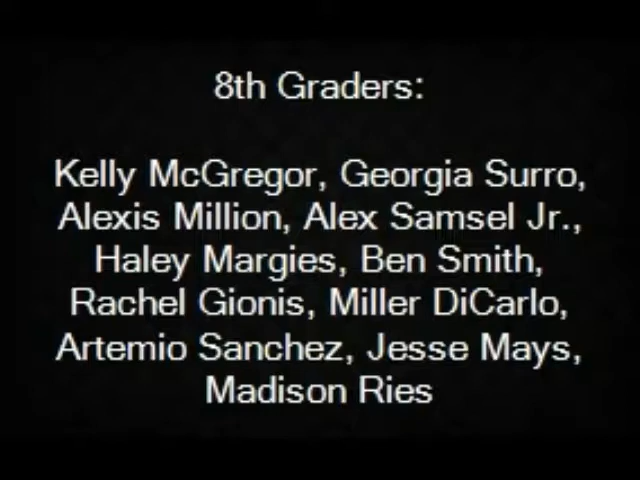 8th Graders:
Kelly McGregor, Georgia Surro,
Alexis Million, Alex Samsel Jr.,
Haley Margies, Ben Smith,
Rachel Gionis, Miller DiCarlo,
Artemio Sanchez, Jesse Mays,
Madison Ries